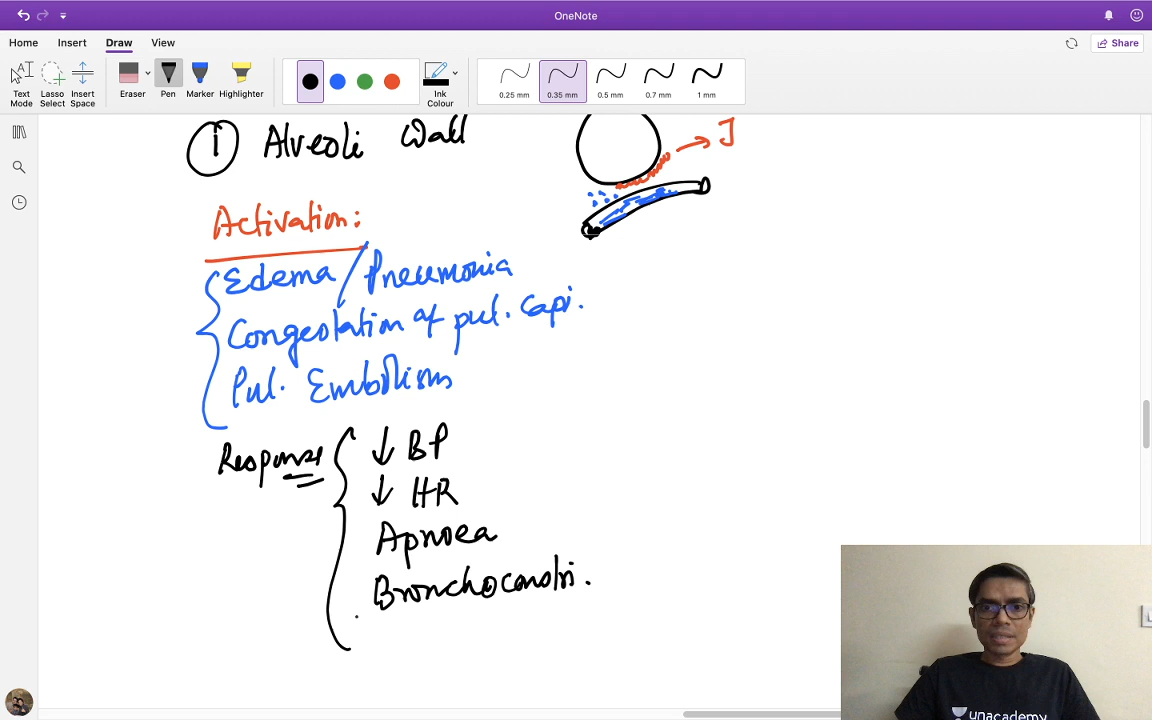 OneNote
Home Insert Draw View
Share
Text Mode Lasso Select Insert Space Eraser Pen Marker Highlighter Ink Colour 0.25 mm 0.35 mm 0.5 mm 0.7 mm 1 mm
① Alveoli Wall
→ J
Activation:
Edema / Pneumonia
Congestation of pul. Capi.
Pul. Embolism
Response
↓ BP
↓ HR
Apnoea
Bronchoconstri.
unacademy